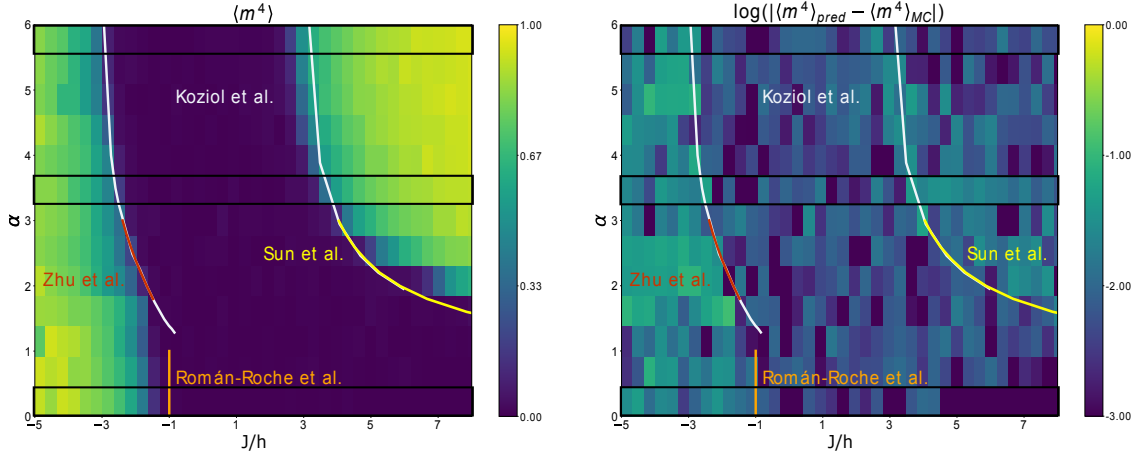 ⟨m⁴⟩
6
5
4
3
2
1
0
α
Koziol et al.
Sun et al.
Zhu et al.
Román-Roche et al.
−5
−3
−1
1
3
5
7
J/h
1.00
0.67
0.33
0.00
log(|⟨m⁴⟩pred − ⟨m⁴⟩MC|)
6
5
4
3
2
1
0
α
Koziol et al.
Sun et al.
Zhu et al.
Román-Roche et al.
−5
−3
−1
1
3
5
7
J/h
0.00
−1.00
−2.00
−3.00